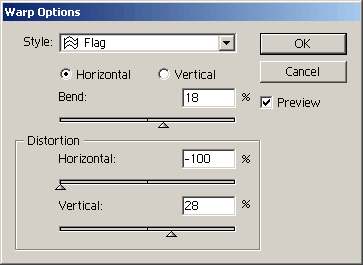 Warp Options
Style: Flag
OK
Horizontal Vertical
Cancel
Bend: 18 %
Preview
Distortion
Horizontal: -100 %
Vertical: 28 %